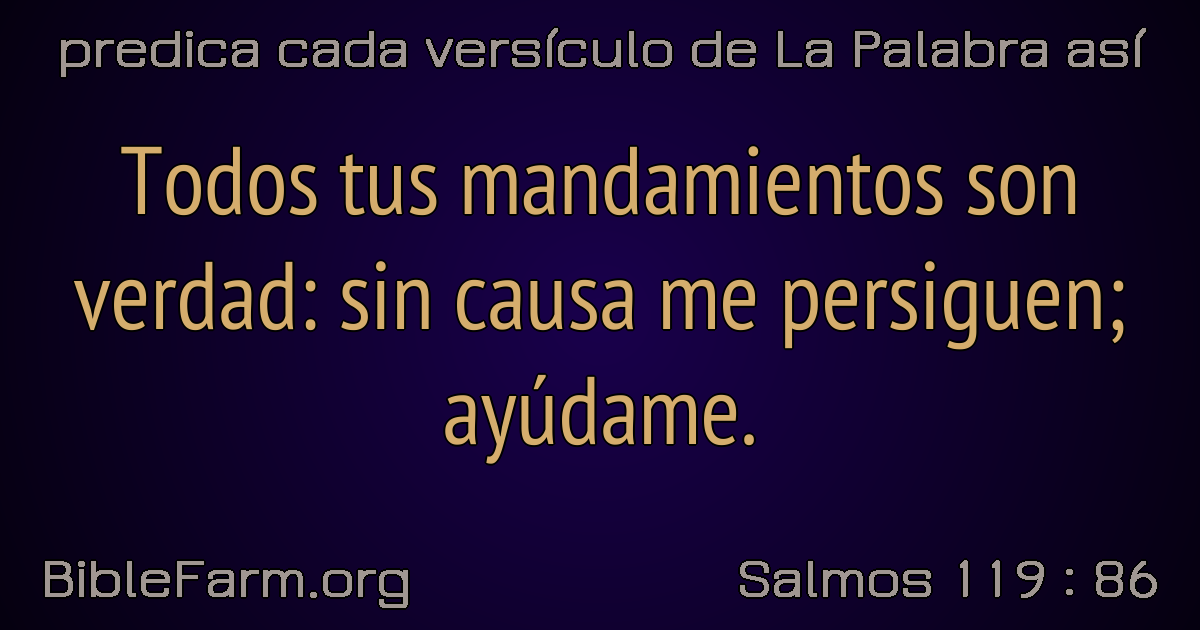 predica cada versículo de La Palabra así
Todos tus mandamientos son
verdad: sin causa me persiguen;
ayúdame.
BibleFarm.org
Salmos 119 : 86